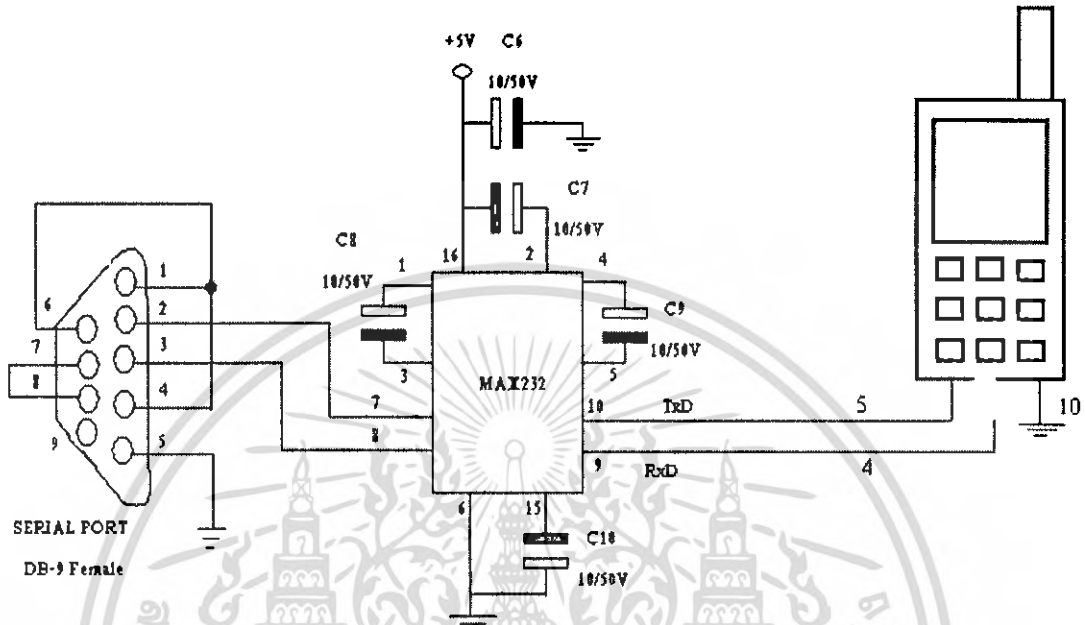 +5V C6
10/50V
C7
10/50V
C8
10/50V
1 16 2 4
C9
10/50V
3 5
MAX232
7 10 TxD 5
8 9 RxD 4
10
6 15
C10
10/50V
1
6 2
7 3
8 4
9 5
SERIAL PORT
DB-9 Female